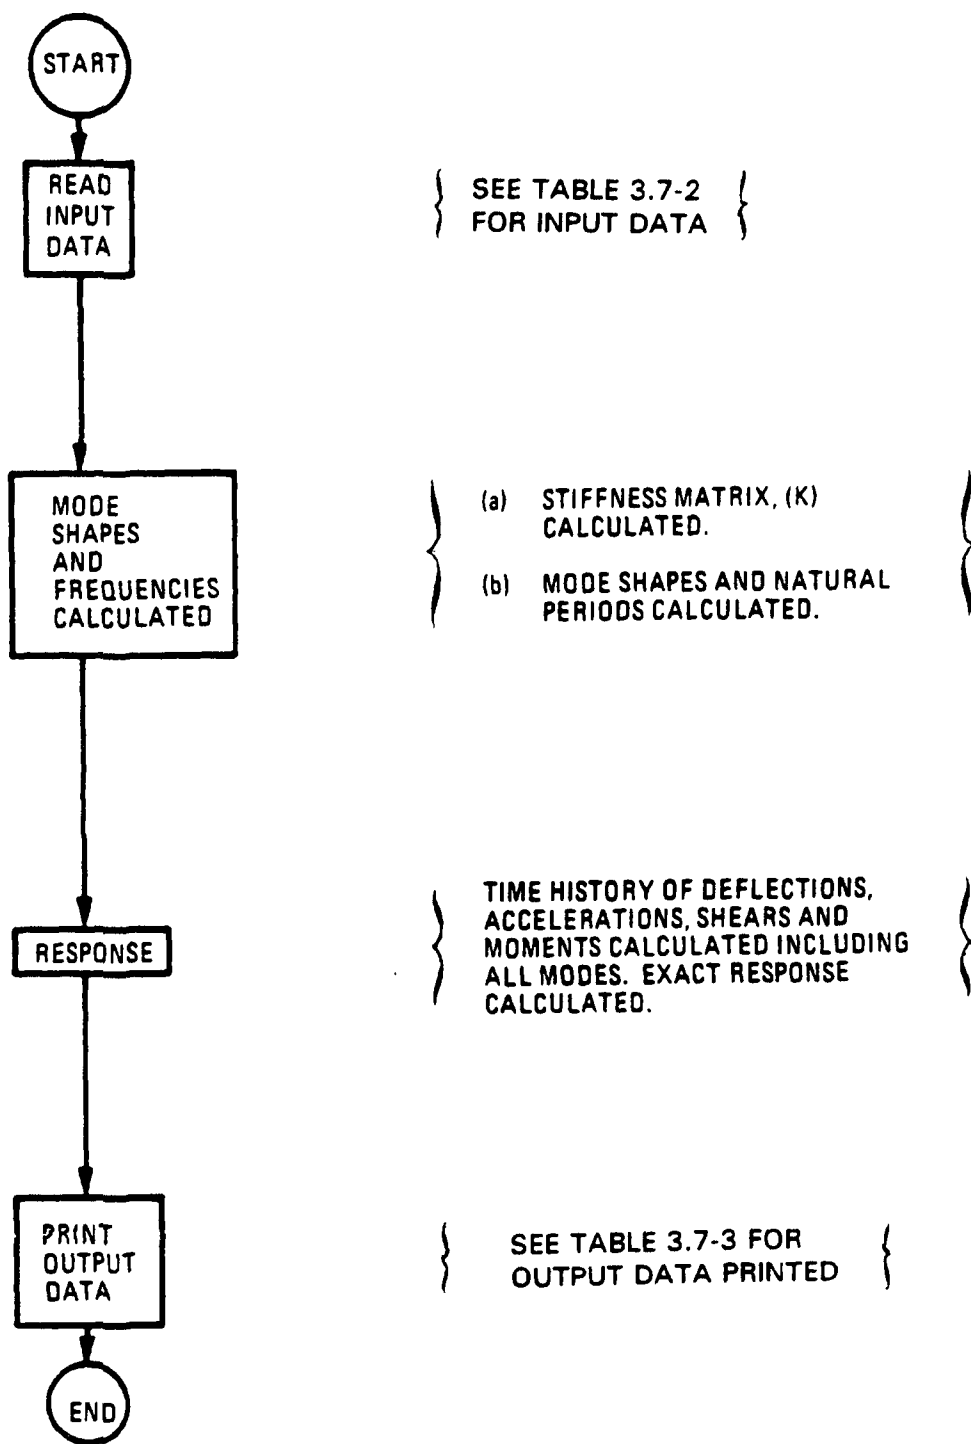 START
READ
INPUT
DATA
SEE TABLE 3.7-2
FOR INPUT DATA
MODE
SHAPES
AND
FREQUENCIES
CALCULATED
(a) STIFFNESS MATRIX, (K)
CALCULATED.
(b) MODE SHAPES AND NATURAL
PERIODS CALCULATED.
RESPONSE
TIME HISTORY OF DEFLECTIONS,
ACCELERATIONS, SHEARS AND
MOMENTS CALCULATED INCLUDING
ALL MODES. EXACT RESPONSE
CALCULATED.
PRINT
OUTPUT
DATA
SEE TABLE 3.7-3 FOR
OUTPUT DATA PRINTED
END